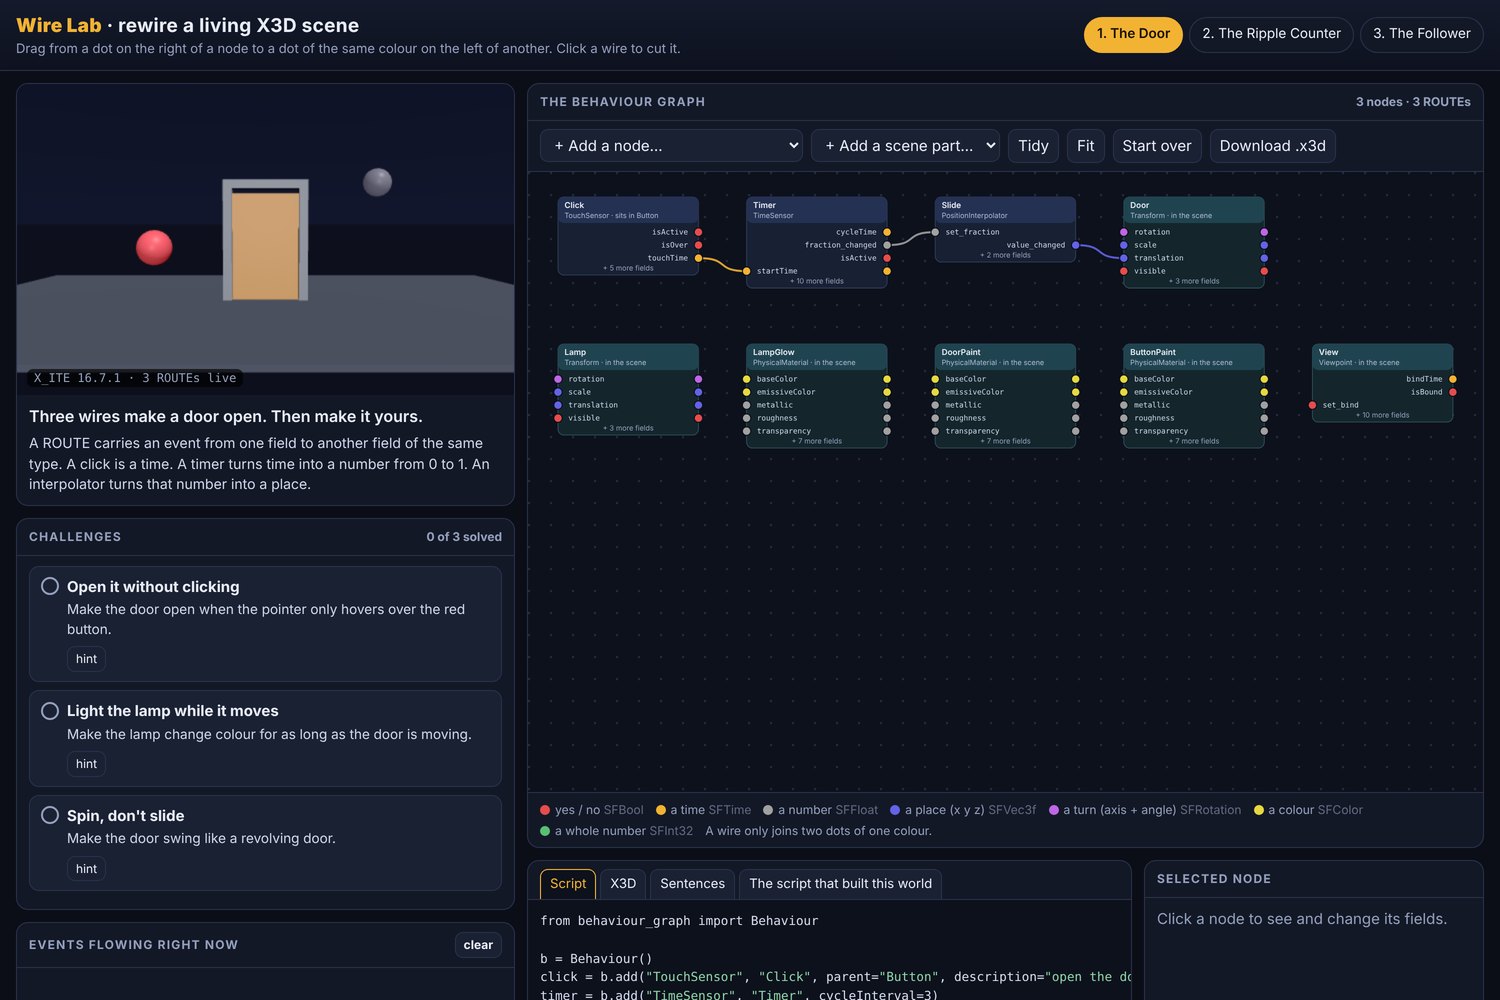 Wire Lab · rewire a living X3D scene
Drag from a dot on the right of a node to a dot of the same colour on the left of another. Click a wire to cut it.
1. The Door
2. The Ripple Counter
3. The Follower
X_ITE 16.7.1 · 3 ROUTEs live
Three wires make a door open. Then make it yours.
A ROUTE carries an event from one field to another field of the same
type. A click is a time. A timer turns time into a number from 0 to 1. An
interpolator turns that number into a place.
CHALLENGES
0 of 3 solved
Open it without clicking
Make the door open when the pointer only hovers over the red
button.
hint
Light the lamp while it moves
Make the lamp change colour for as long as the door is moving.
hint
Spin, don't slide
Make the door swing like a revolving door.
hint
EVENTS FLOWING RIGHT NOW
clear
THE BEHAVIOUR GRAPH
3 nodes · 3 ROUTEs
+ Add a node...
+ Add a scene part...
Tidy
Fit
Start over
Download .x3d
Click
TouchSensor · sits in Button
isActive
isOver
touchTime
+ 5 more fields
Timer
TimeSensor
cycleTime
fraction_changed
isActive
startTime
+ 10 more fields
Slide
PositionInterpolator
set_fraction
value_changed
+ 2 more fields
Door
Transform · in the scene
rotation
scale
translation
visible
+ 3 more fields
Lamp
Transform · in the scene
rotation
scale
translation
visible
+ 3 more fields
LampGlow
PhysicalMaterial · in the scene
baseColor
emissiveColor
metallic
roughness
transparency
+ 7 more fields
DoorPaint
PhysicalMaterial · in the scene
baseColor
emissiveColor
metallic
roughness
transparency
+ 7 more fields
ButtonPaint
PhysicalMaterial · in the scene
baseColor
emissiveColor
metallic
roughness
transparency
+ 7 more fields
View
Viewpoint · in the scene
bindTime
isBound
set_bind
+ 10 more fields
yes / no SFBool
a time SFTime
a number SFFloat
a place (x y z) SFVec3f
a turn (axis + angle) SFRotation
a colour SFColor
a whole number SFInt32
A wire only joins two dots of one colour.
Script
X3D
Sentences
The script that built this world
from behaviour_graph import Behaviour
b = Behaviour()
click = b.add("TouchSensor", "Click", parent="Button", description="open the do
timer = b.add("TimeSensor", "Timer", cycleInterval=3)
SELECTED NODE
Click a node to see and change its fields.